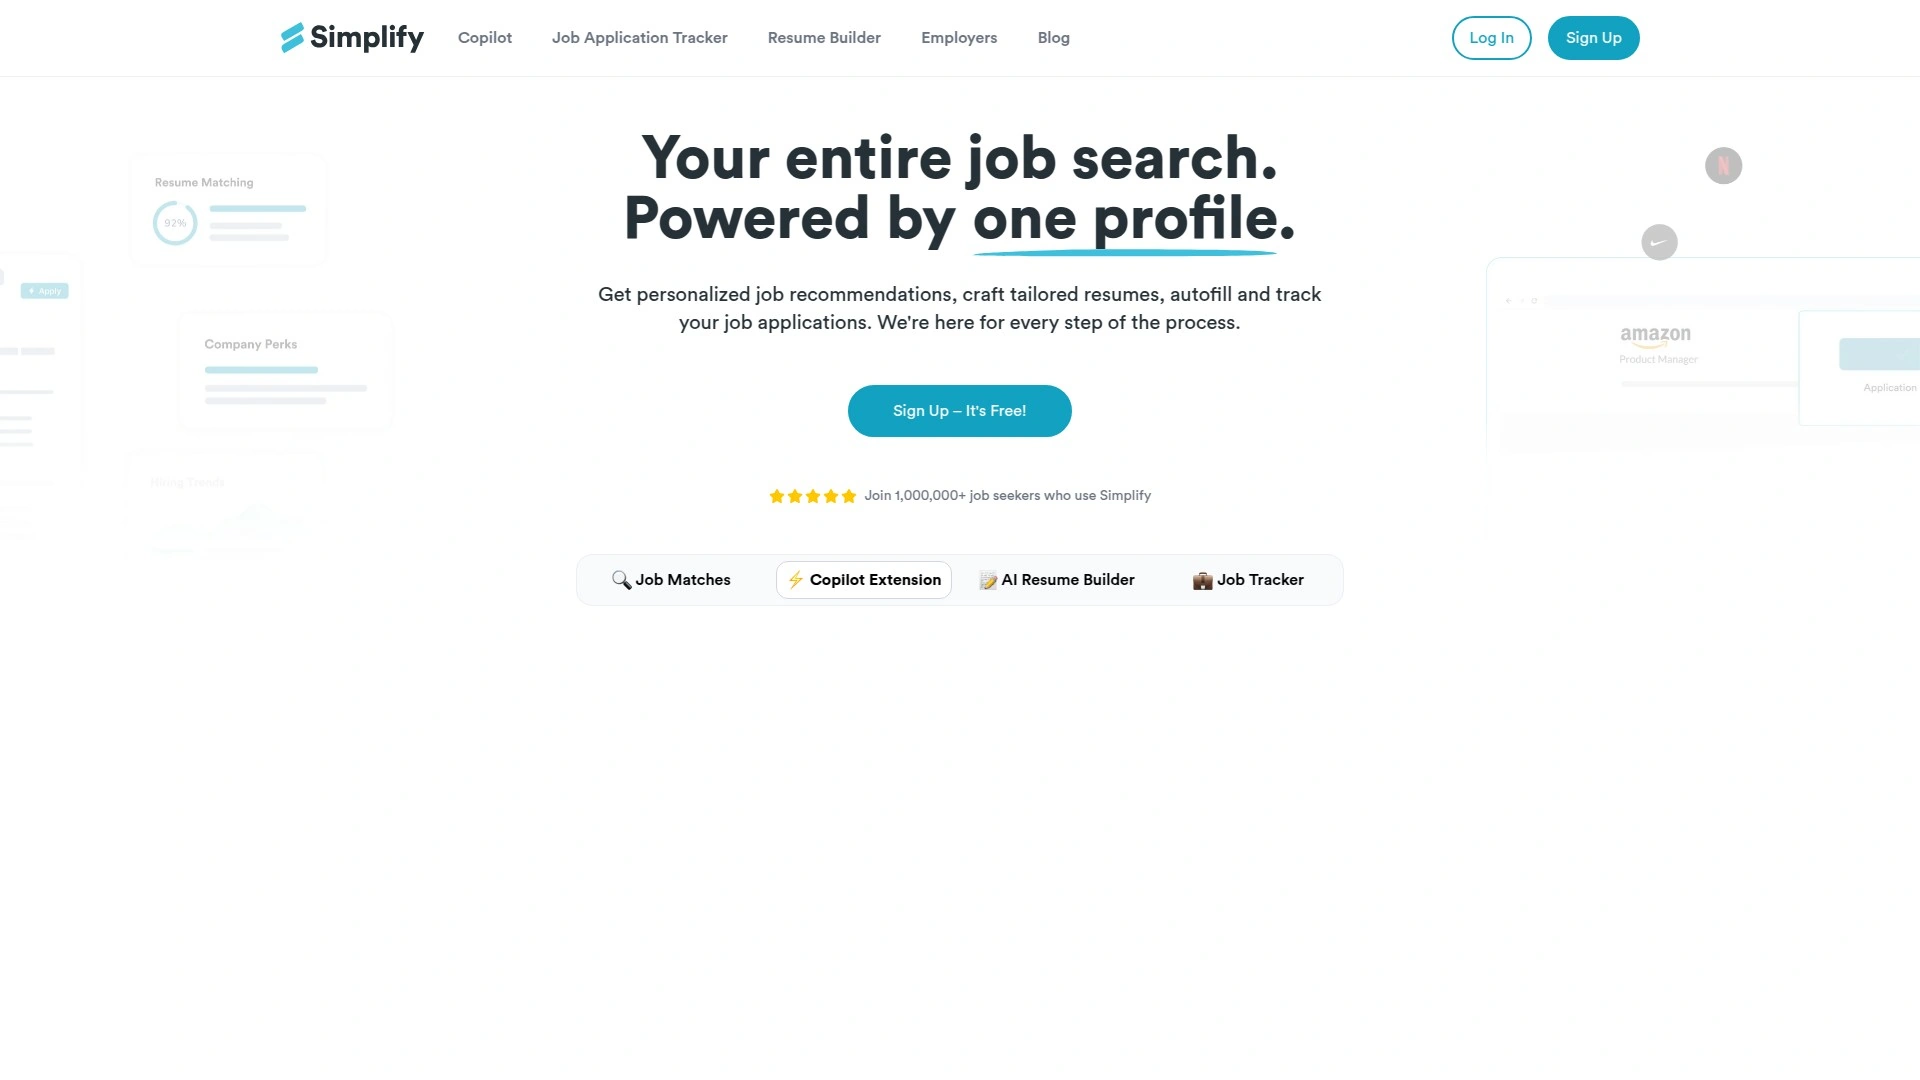 Simplify
Copilot
Job Application Tracker
Resume Builder
Employers
Blog
Log In
Sign Up
Your entire job search.
Powered by one profile.
Get personalized job recommendations, craft tailored resumes, autofill and track
your job applications. We're here for every step of the process.
Sign Up – It's Free!
Join 1,000,000+ job seekers who use Simplify
Job Matches
Copilot Extension
AI Resume Builder
Job Tracker
Resume Matching
92%
Apply
Company Perks
Hiring Trends
N
amazon
Product Manager
Application